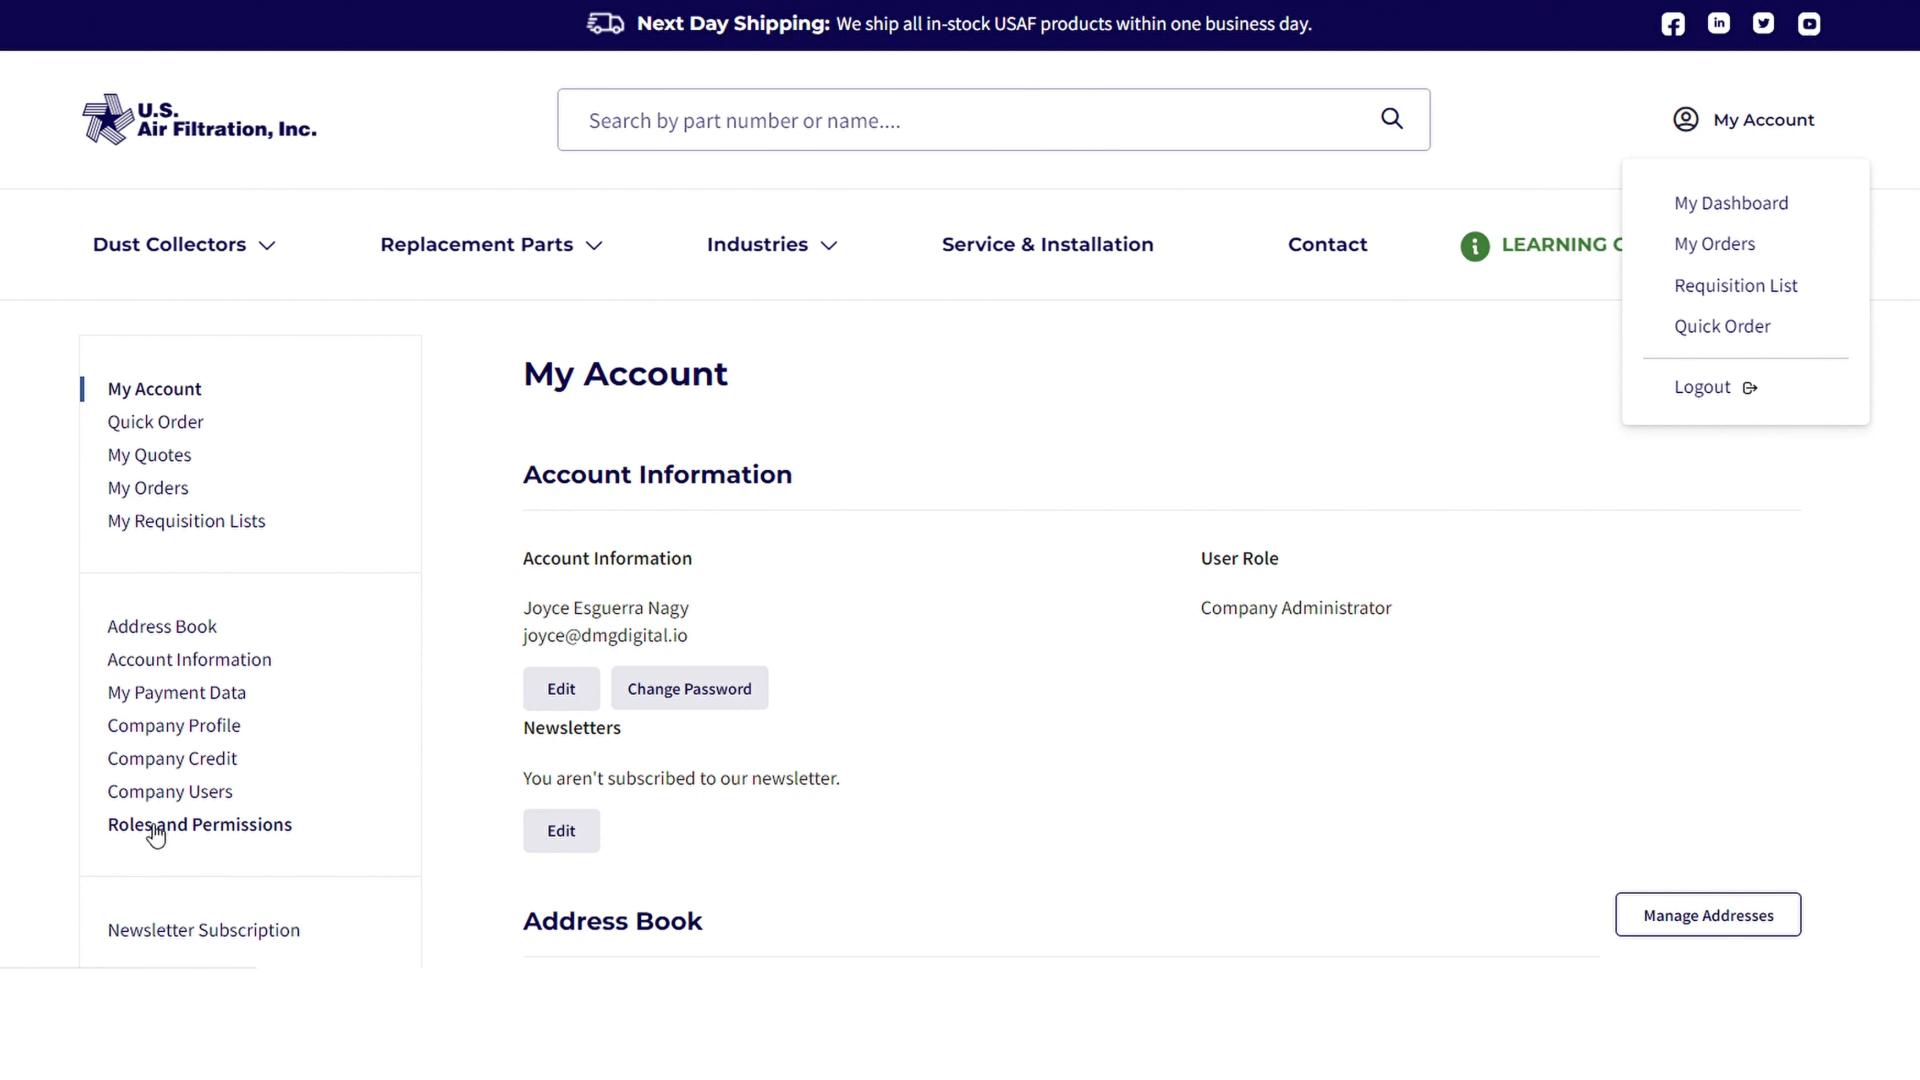 Next Day Shipping: We ship all in-stock USAF products within one business day.
U.S.
Air Filtration, Inc.
Search by part number or name....
My Account
Dust Collectors
Replacement Parts
Industries
Service & Installation
Contact
LEARNING
My Dashboard
My Orders
Requisition List
Quick Order
Logout
My Account
Quick Order
My Quotes
My Orders
My Requisition Lists
Address Book
Account Information
My Payment Data
Company Profile
Company Credit
Company Users
Roles and Permissions
Newsletter Subscription
My Account
Account Information
Account Information
Joyce Esguerra Nagy
joyce@dmgdigital.io
Edit
Change Password
User Role
Company Administrator
Newsletters
You aren't subscribed to our newsletter.
Edit
Address Book
Manage Addresses